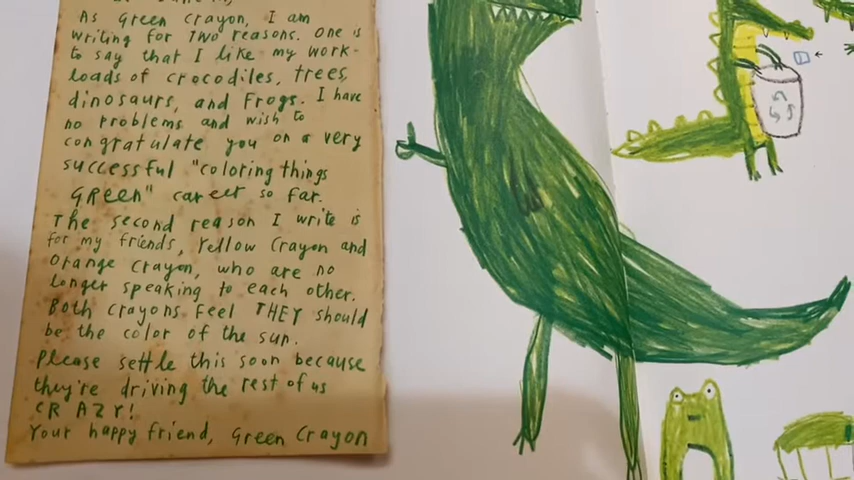 As Green Crayon, I am
writing for TWO reasons. One is
to say that I like my work-
loads of crocodiles, trees,
dinosaurs, and Frogs. I have
no problems and wish to
congratulate you on a very
successful "coloring things
GREEN" career so far.
The second reason I write is
for my friends, Yellow Crayon and
Orange Crayon, who are no
longer speaking to each other.
Both crayons feel THEY should
be the color of the sun.
Please settle this soon because
they're driving the rest of us
CRAZY!
Your happy friend, Green Crayon